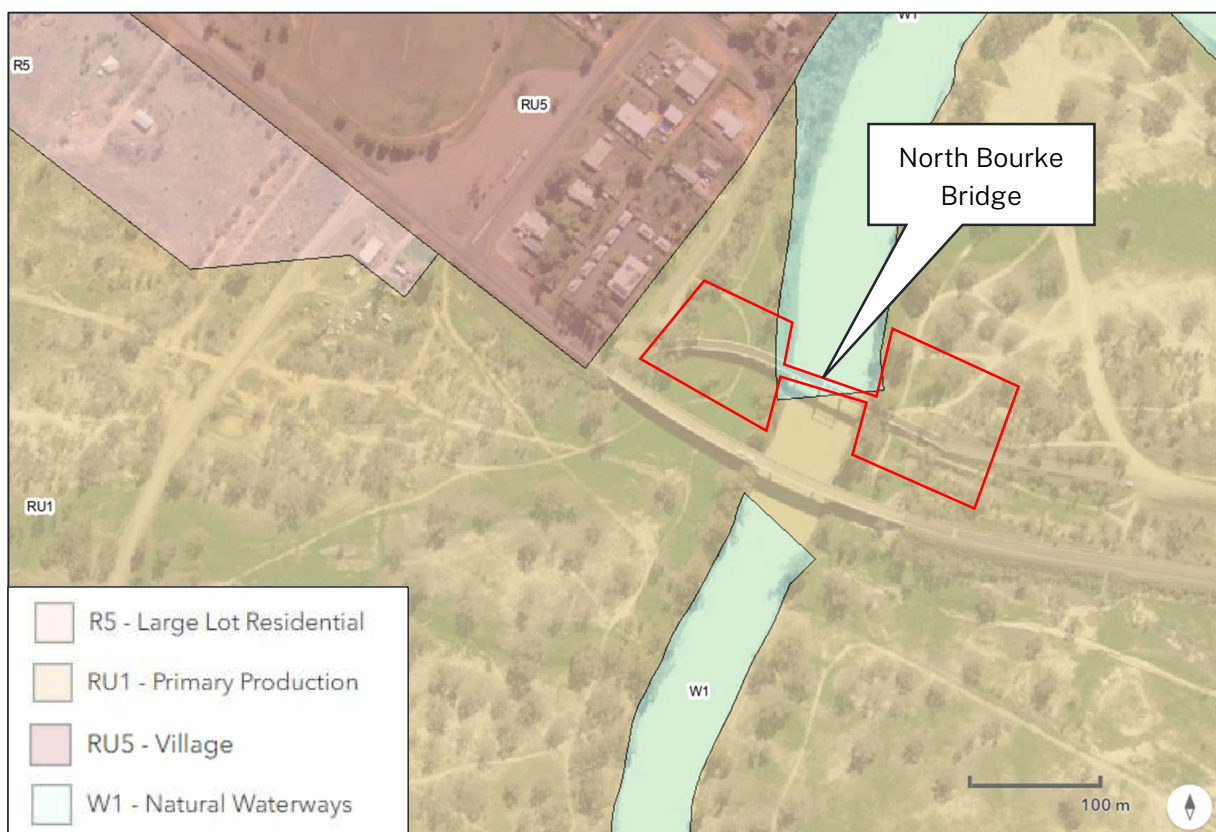 W1
R5
RU5
North Bourke
Bridge
RU1
W1
R5 - Large Lot Residential
RU1 - Primary Production
RU5 - Village
W1 - Natural Waterways
100 m